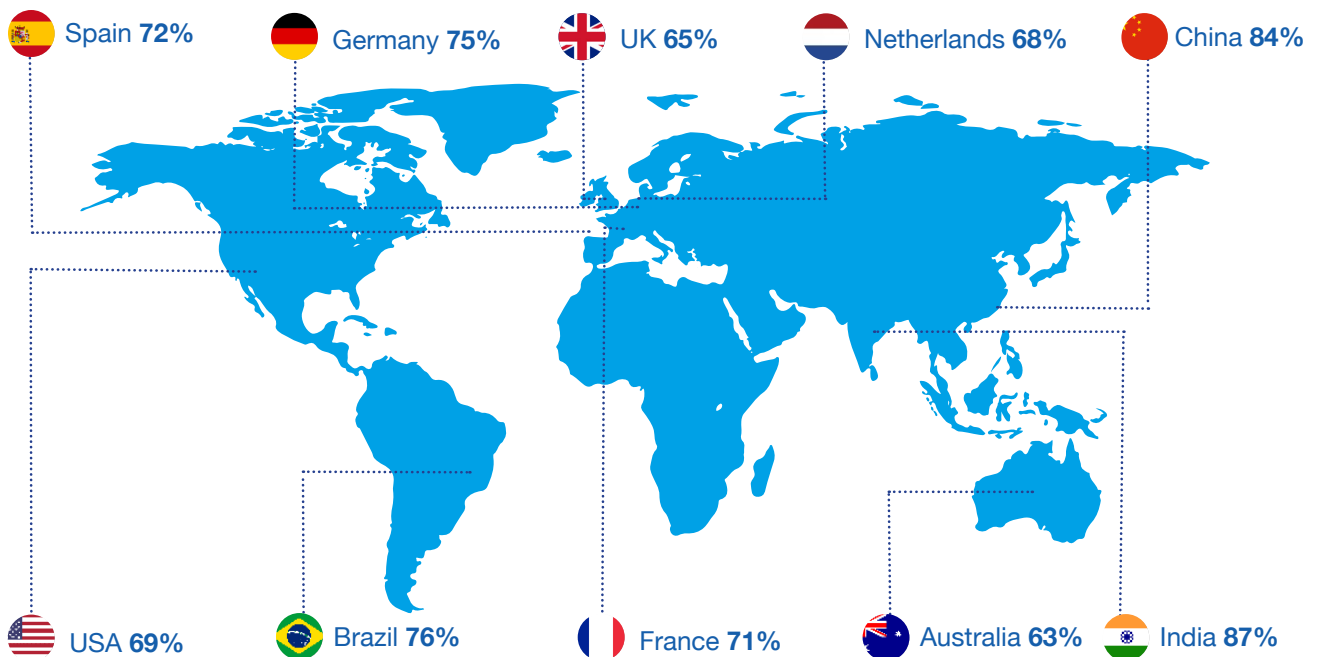 Spain 72%
Germany 75%
UK 65%
Netherlands 68%
China 84%
USA 69%
Brazil 76%
France 71%
Australia 63%
India 87%